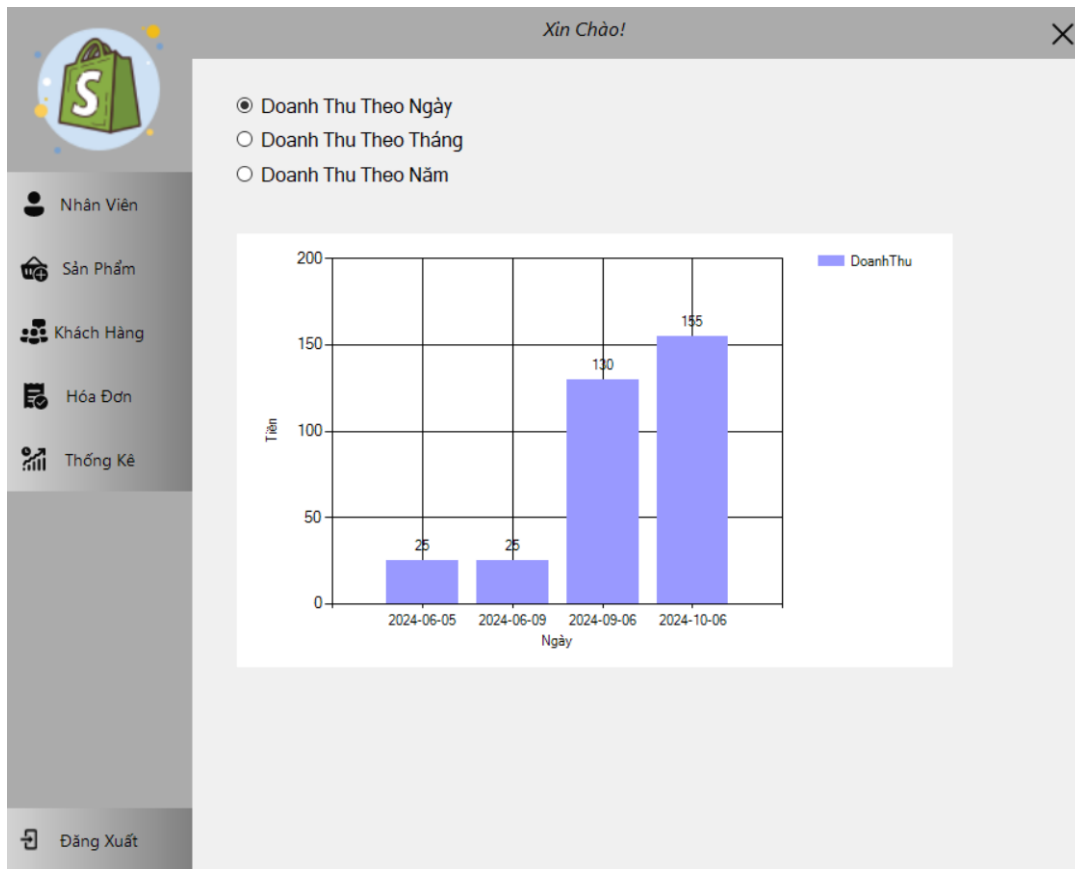 Xin Chào!
S
Nhân Viên
Sản Phẩm
Khách Hàng
Hóa Đơn
Thống Kê
Đăng Xuất
Doanh Thu Theo Ngày
Doanh Thu Theo Tháng
Doanh Thu Theo Năm
DoanhThu
200
150
100
50
0
Tiền
25
25
130
155
2024-06-05 2024-06-09 2024-09-06 2024-10-06
Ngày